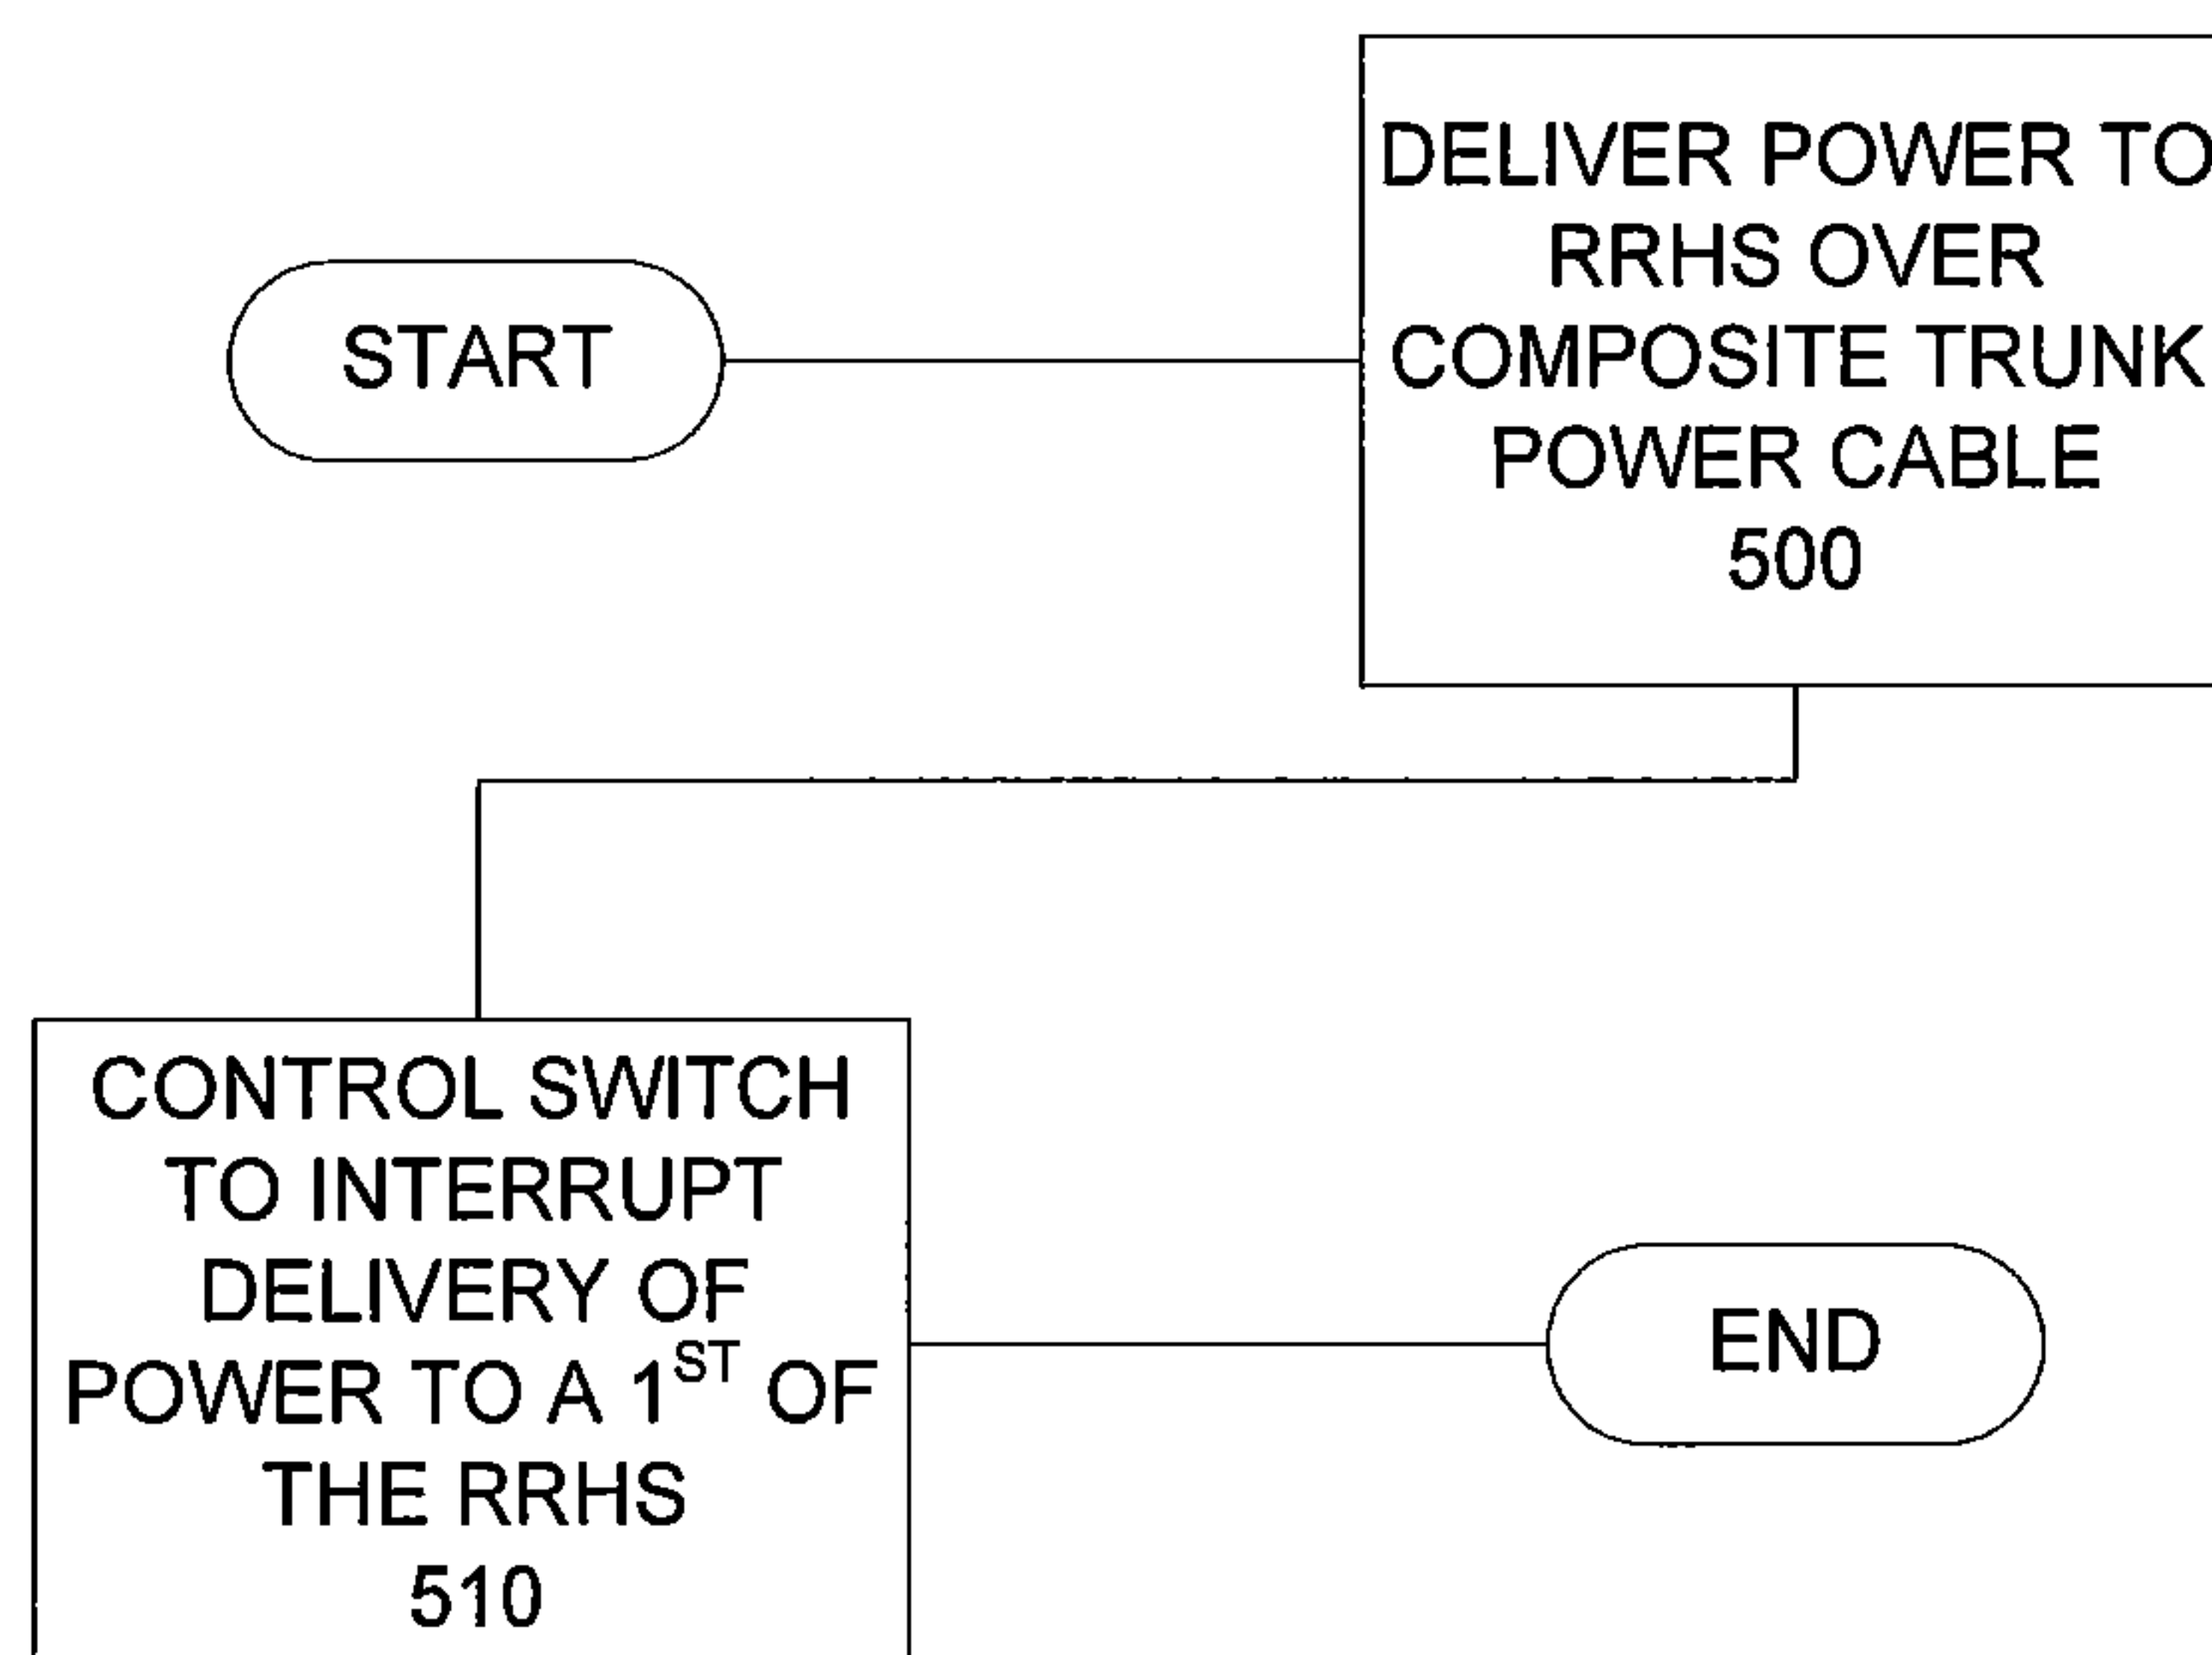 START
DELIVER POWER TO
RRHS OVER
COMPOSITE TRUNK
POWER CABLE
500
CONTROL SWITCH
TO INTERRUPT
DELIVERY OF
POWER TO A 1ST OF
THE RRHS
510
END